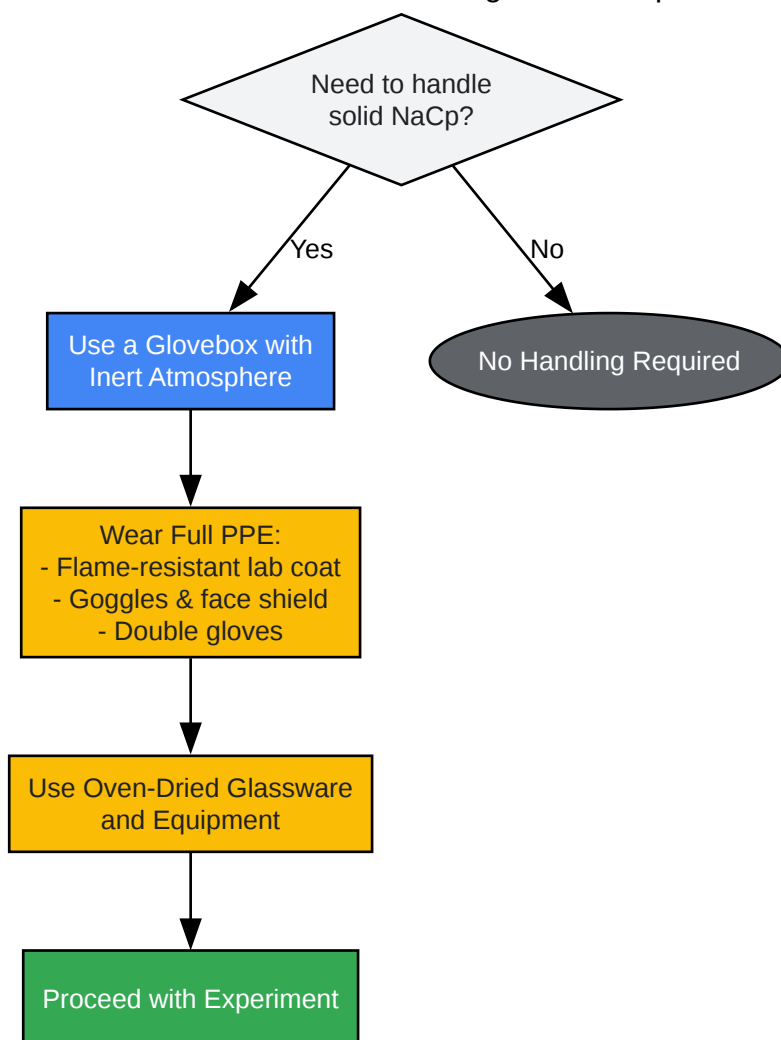 Need to handle
solid NaCp?
Yes
No
Use a Glovebox with
Inert Atmosphere
No Handling Required
Wear Full PPE:
- Flame-resistant lab coat
- Goggles & face shield
- Double gloves
Use Oven-Dried Glassware
and Equipment
Proceed with Experiment